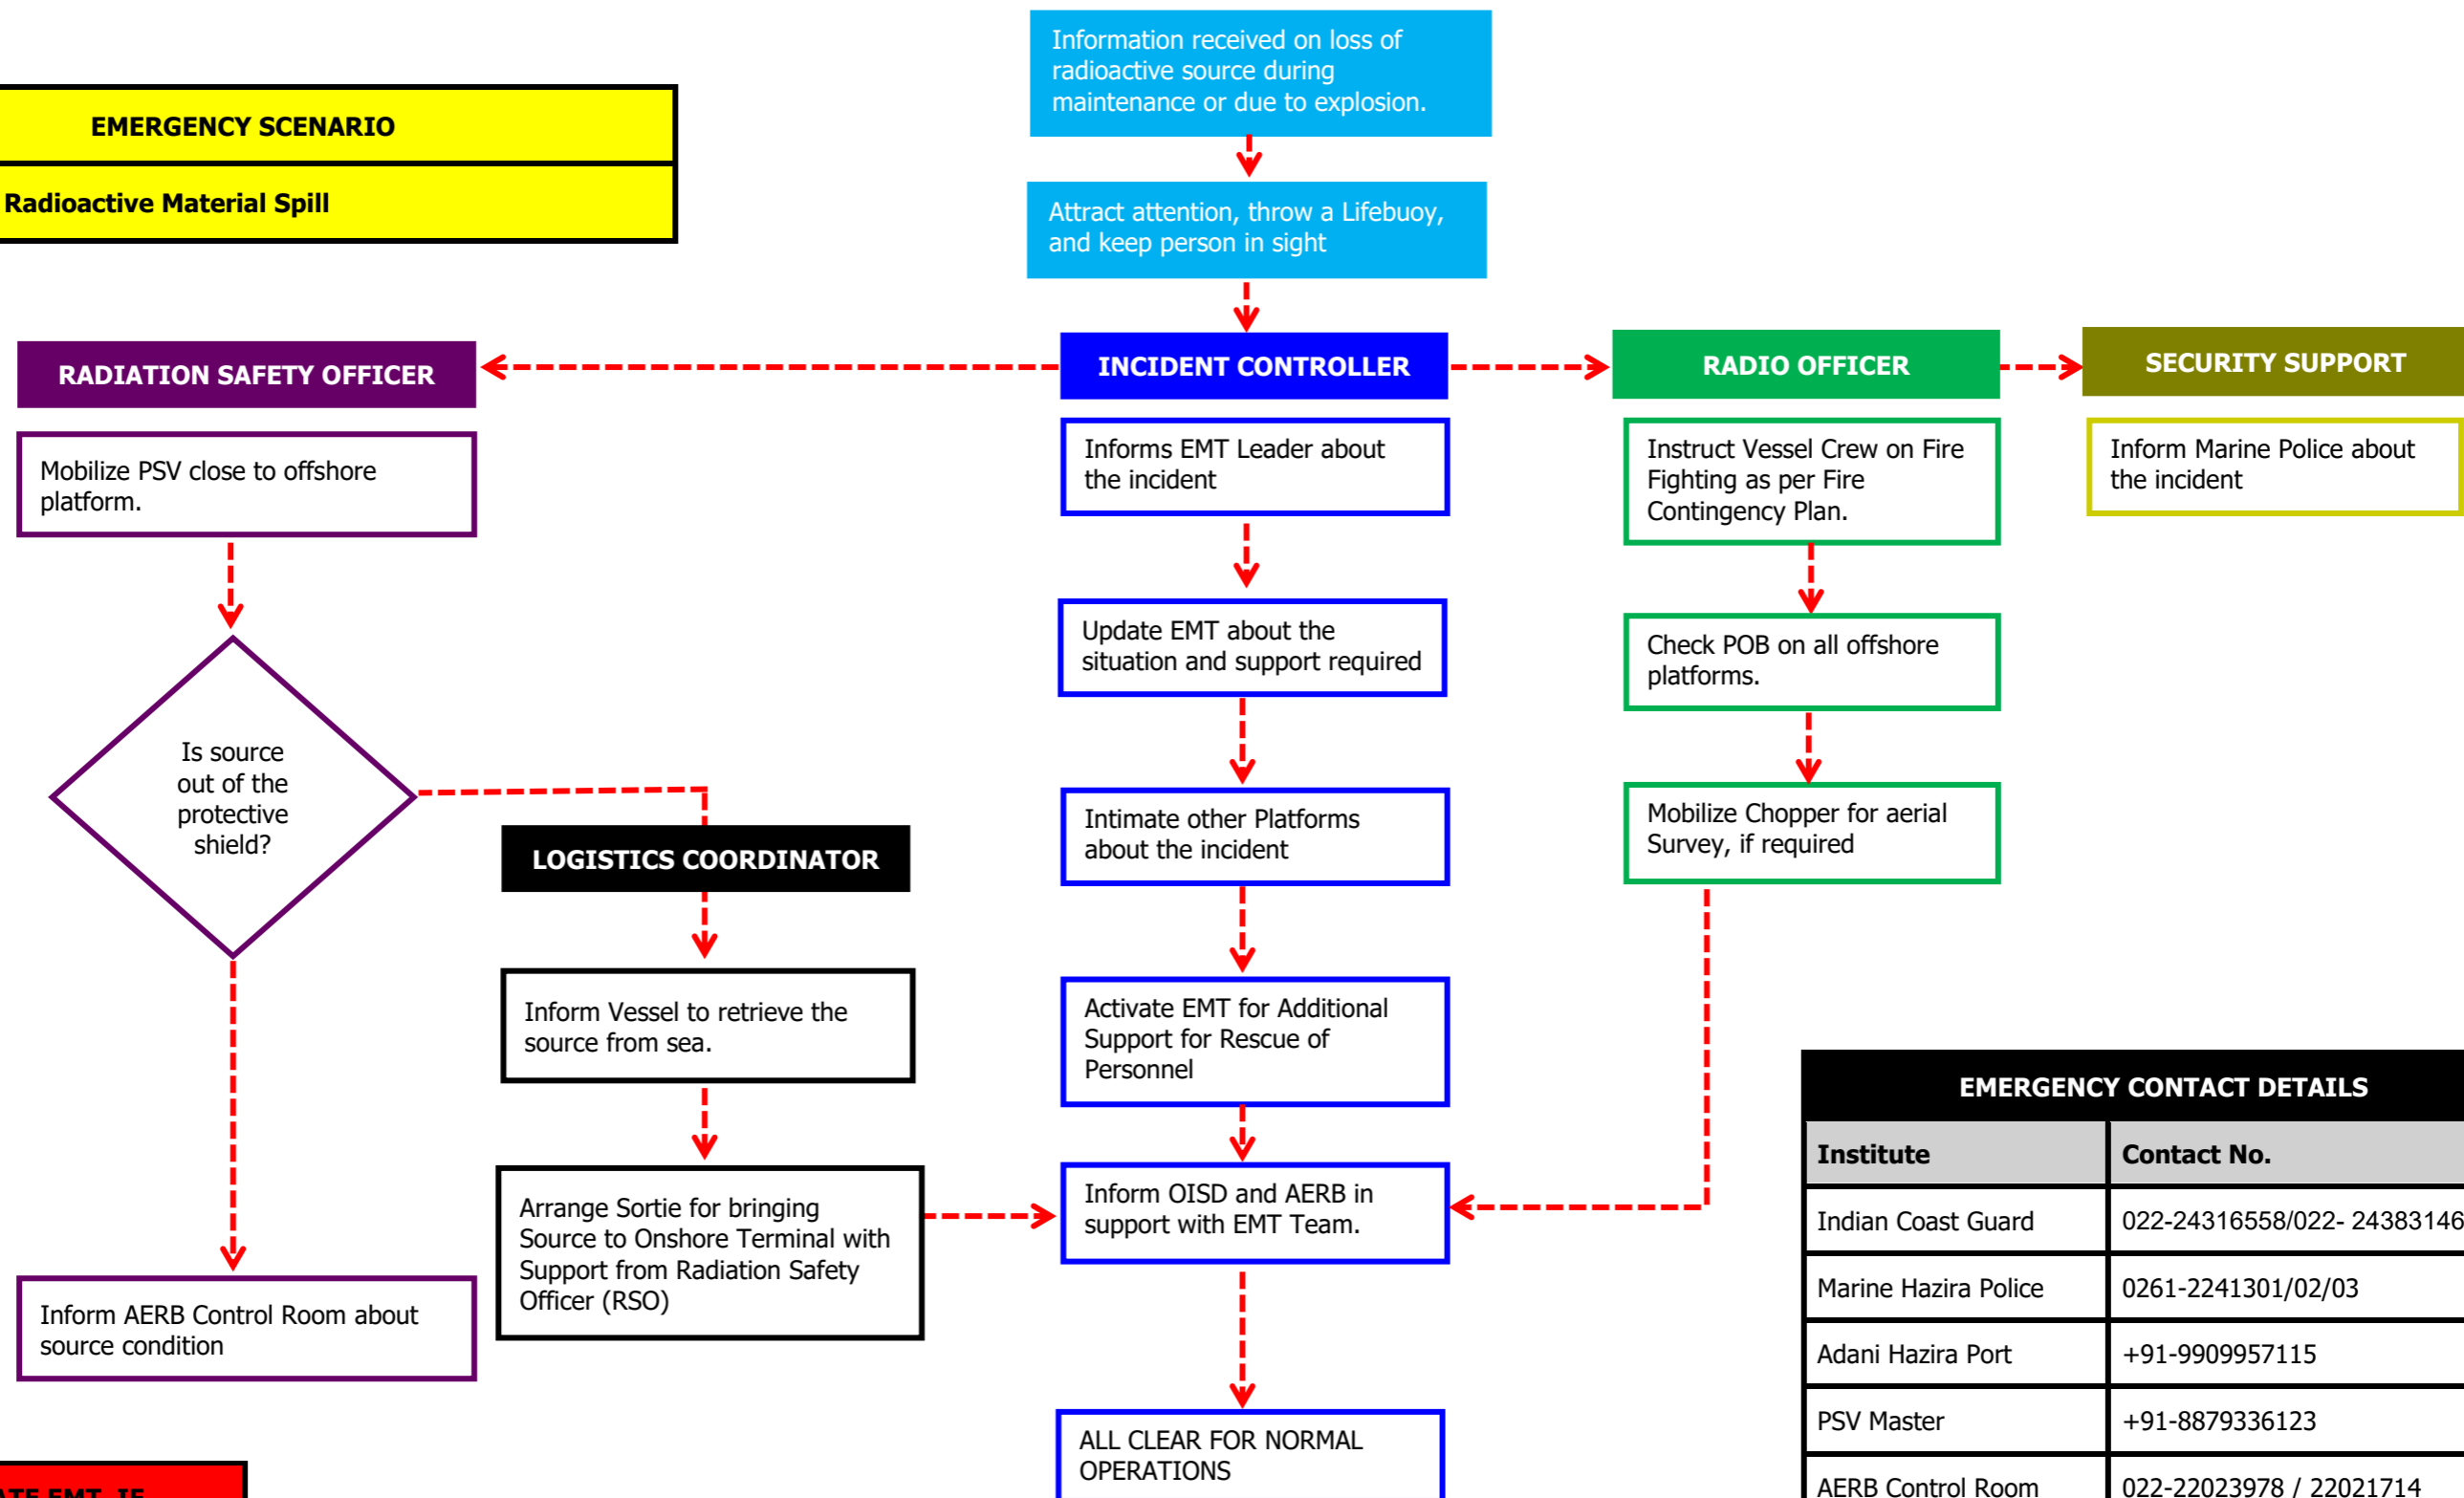 Information received on loss of
radioactive source during
maintenance or due to explosion.
EMERGENCY SCENARIO
Radioactive Material Spill
Attract attention, throw a Lifebuoy,
and keep person in sight
RADIATION SAFETY OFFICER
INCIDENT CONTROLLER
RADIO OFFICER
SECURITY SUPPORT
Mobilize PSV close to offshore
platform.
Is source
out of the
protective
shield?
Inform AERB Control Room about
source condition
LOGISTICS COORDINATOR
Inform Vessel to retrieve the
source from sea.
Arrange Sortie for bringing
Source to Onshore Terminal with
Support from Radiation Safety
Officer (RSO)
Informs EMT Leader about
the incident
Update EMT about the
situation and support required
Intimate other Platforms
about the incident
Activate EMT for Additional
Support for Rescue of
Personnel
Inform OISD and AERB in
support with EMT Team.
ALL CLEAR FOR NORMAL
OPERATIONS
Instruct Vessel Crew on Fire
Fighting as per Fire
Contingency Plan.
Check POB on all offshore
platforms.
Mobilize Chopper for aerial
Survey, if required
Inform Marine Police about
the incident
EMERGENCY CONTACT DETAILS
Institute Contact No.
Indian Coast Guard 022-24316558/022- 24383146
Marine Hazira Police 0261-2241301/02/03
Adani Hazira Port +91-9909957115
PSV Master +91-8879336123
AERB Control Room 022-22023978 / 22021714
EMT, IF